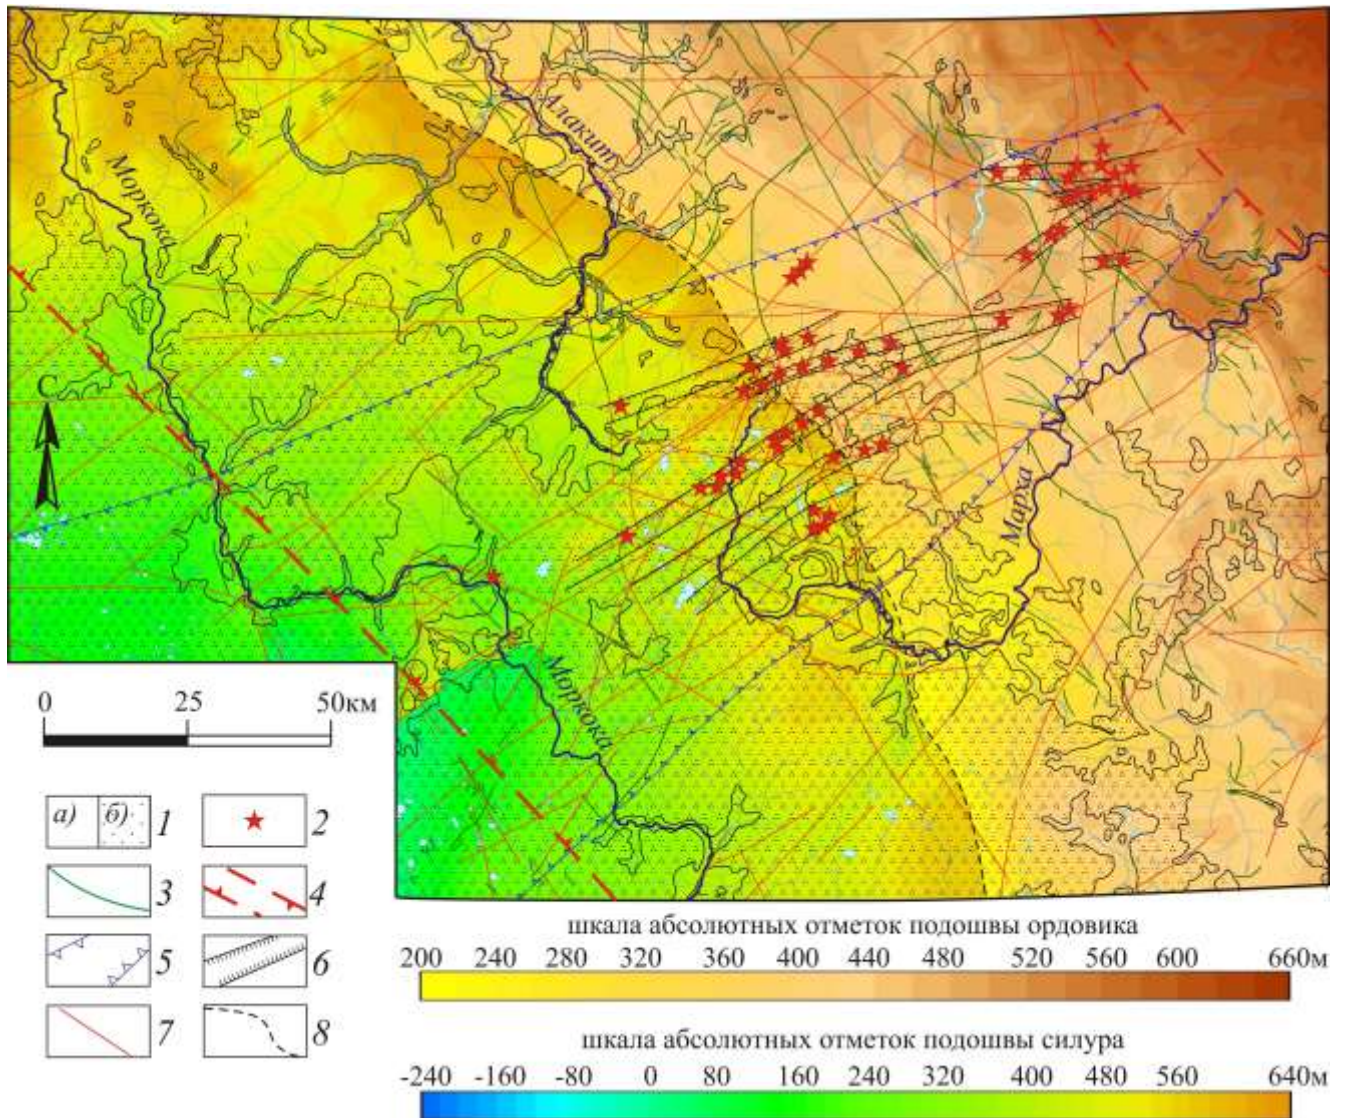 Алакит
Моркока
С
Марха
Моркока
0 25 50км
а) б) 1 2
3 4
5 6
7 8
шкала абсолютных отметок подошвы ордовика
200 240 280 320 360 400 440 480 520 560 600 660м
шкала абсолютных отметок подошвы силура
-240 -160 -80 0 80 160 240 320 400 480 560 640м